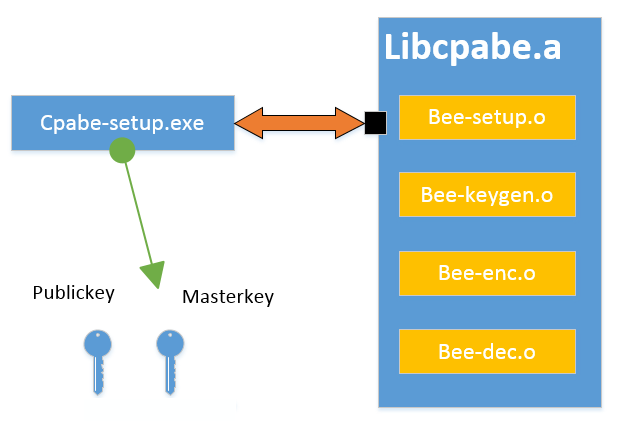 Libcpabe.a
Cpabe-setup.exe
Bee-setup.o
Bee-keygen.o
Bee-enc.o
Bee-dec.o
Publickey
Masterkey